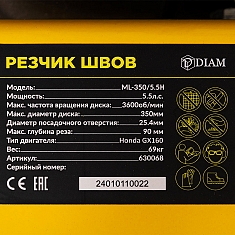 РЕЗЧИК ШВОВ
DIAM
Модель: ML-350/5.5H
Мощность: 5.5л.с.
Макс. частота вращения диска: 3600об/мин
Макс. диаметр диска: 350мм
Диаметр посадочного отверстия: 25.4мм
Макс. глубина реза: 90 мм
Тип двигателя: Honda GX160
Вес: 69кг
Артикул: 630068
Серийный номер:
CE EAC 24010110022